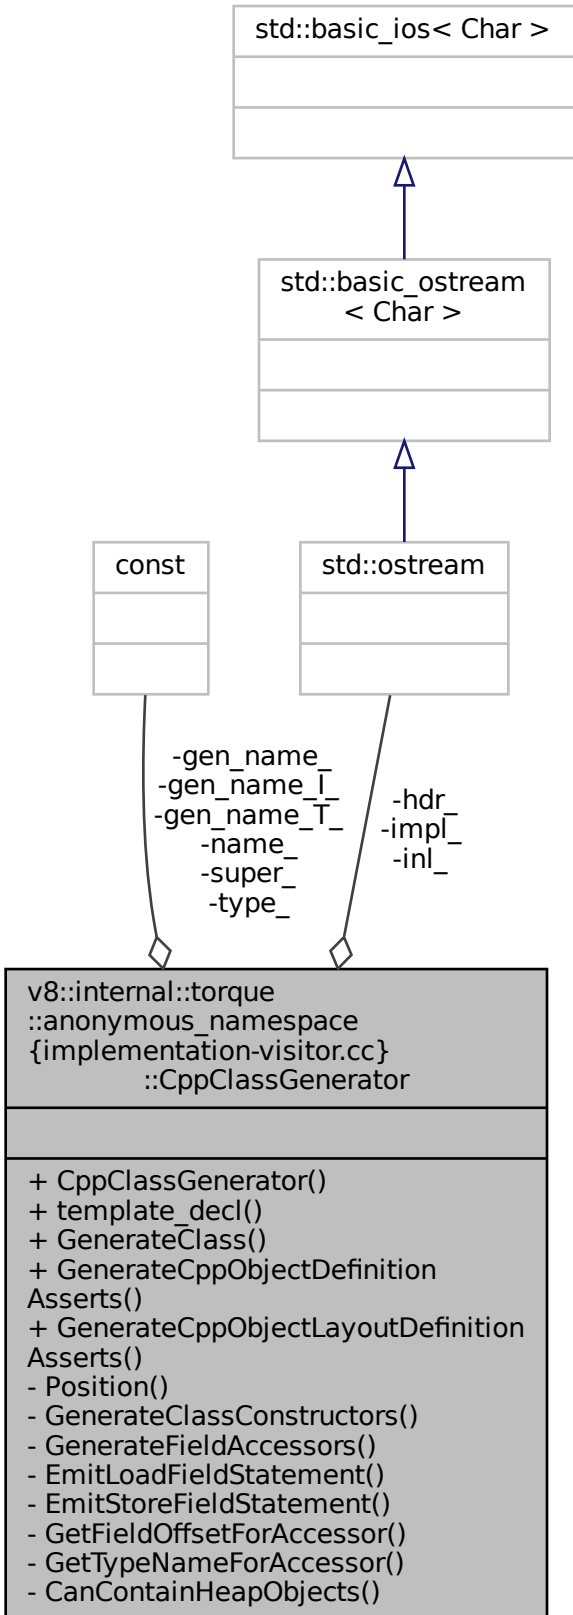 std::basic_ios< Char >
std::basic_ostream
< Char >
const
std::ostream
-gen_name_
-gen_name_I_
-gen_name_T_
-name_
-super_
-type_
-hdr_
-impl_
-inl_
v8::internal::torque
::anonymous_namespace
{implementation-visitor.cc}
::CppClassGenerator
+ CppClassGenerator()
+ template_decl()
+ GenerateClass()
+ GenerateCppObjectDefinition
Asserts()
+ GenerateCppObjectLayoutDefinition
Asserts()
- Position()
- GenerateClassConstructors()
- GenerateFieldAccessors()
- EmitLoadFieldStatement()
- EmitStoreFieldStatement()
- GetFieldOffsetForAccessor()
- GetTypeNameForAccessor()
- CanContainHeapObjects()